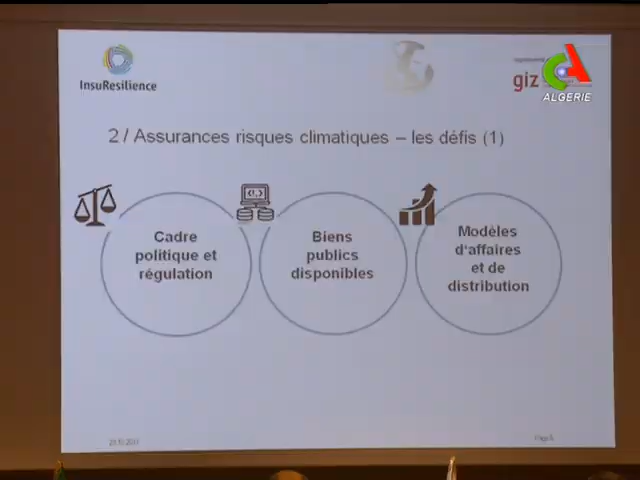 InsuResilience
giz
ALGERIE
2 / Assurances risques climatiques – les défis (1)
Cadre
politique et
régulation
Biens
publics
disponibles
Modèles
d'affaires
et de
distribution